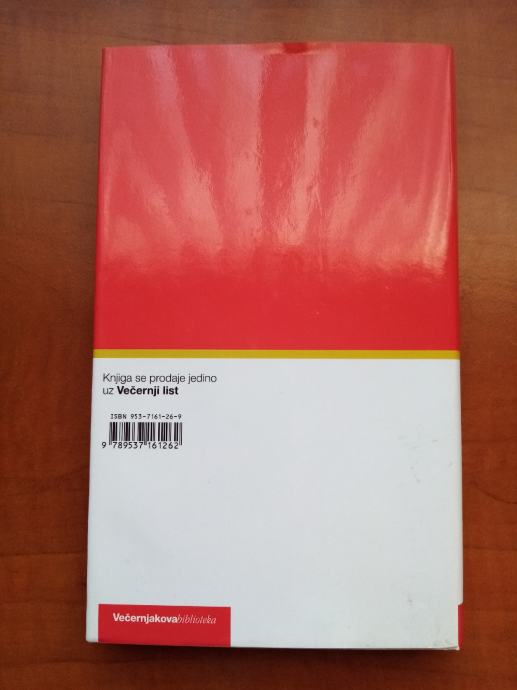 Knjiga se prodaje jedino
uz Večernji list
ISBN 953-7161-26-9
9 789537 161262
Večernjakovabiblioteka